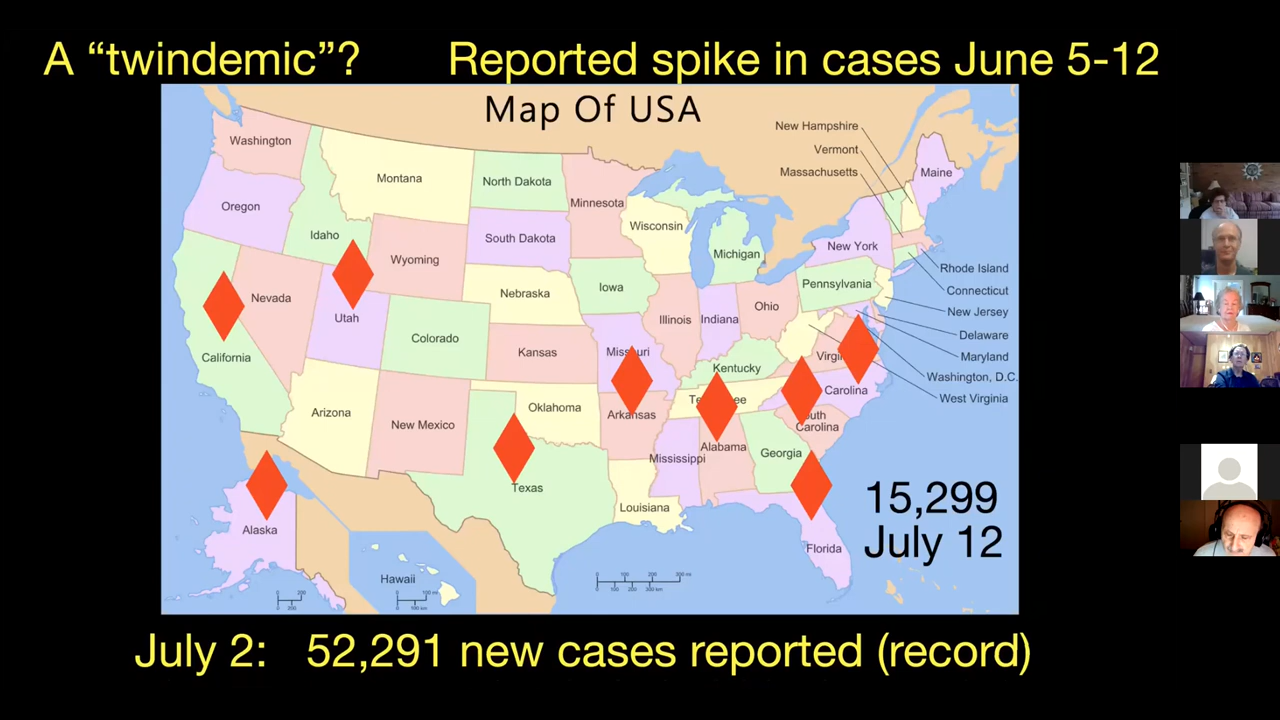 A “twindemic”? Reported spike in cases June 5-12
Map Of USA
New Hampshire
Vermont
Massachusetts
Washington
Maine
Montana
North Dakota
Minnesota
Oregon
Idaho
South Dakota
Wisconsin
Michigan
New York
Wyoming
Rhode Island
Connecticut
Nevada
Nebraska
Iowa
Pennsylvania
New Jersey
Utah
Colorado
Illinois
Indiana
Ohio
Delaware
California
Kansas
Missouri
Kentucky
Maryland
Washington, D.C.
West Virginia
Arizona
New Mexico
Oklahoma
Arkansas
Carolina
Carolina
Mississippi
Alabama
Georgia
Texas
Louisiana
Florida
Alaska
Hawaii
15,299
July 12
July 2: 52,291 new cases reported (record)